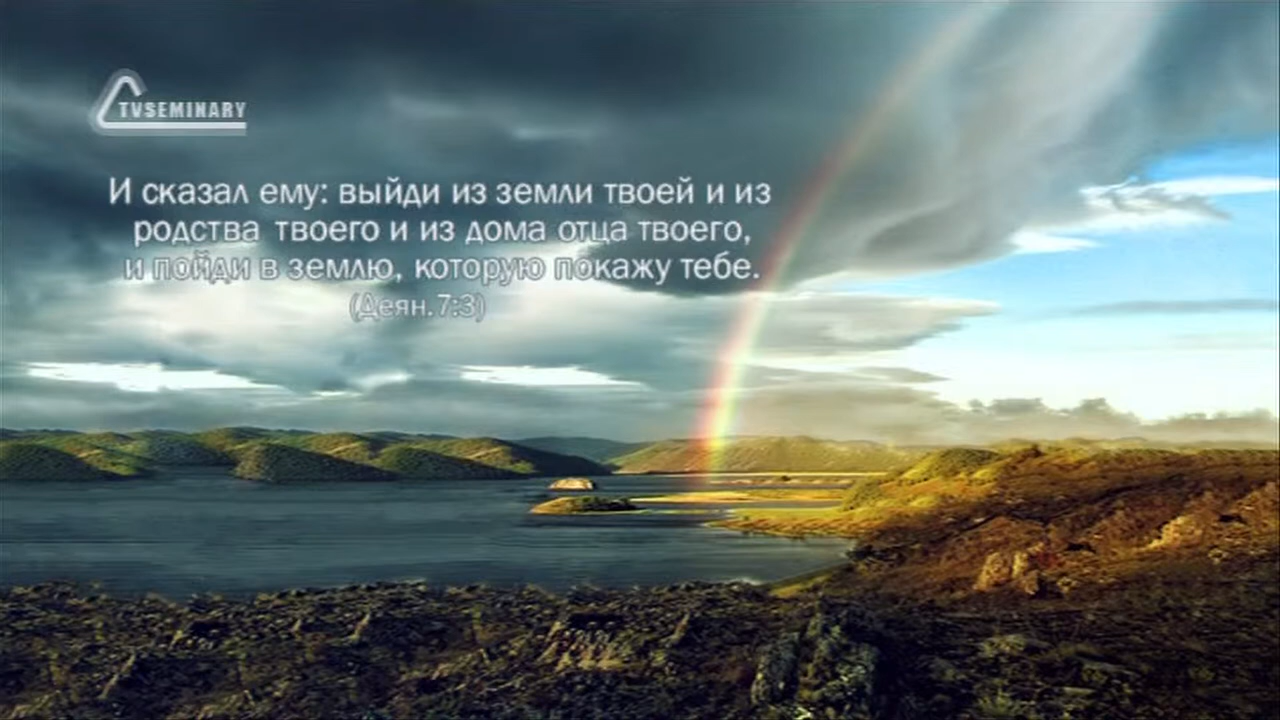 TVSEMINARY
И сказал ему: выйди из земли твоей и из
родства твоего и из дома отца твоего,
и пойди в землю, которую покажу тебе.
(Деян.7:3)